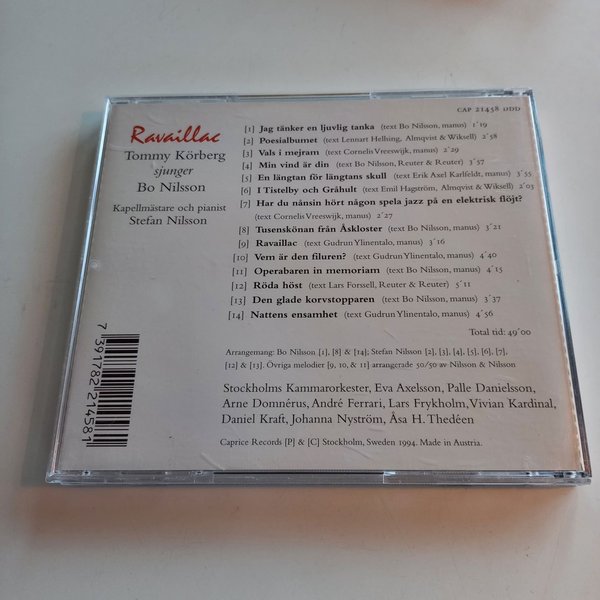 CAP 21458 DDD
Ravaillac
Tommy Körberg
sjunger
Bo Nilsson
Kapellmästare och pianist
Stefan Nilsson
[1] Jag tänker en ljuvlig tanka (text Bo Nilsson, manus) 1´19
[2] Poesialbumet (text Lennart Helhing, Almqvist & Wiksell) 2´58
[3] Vals i mejram (text Cornelis Vreeswijk, manus) 2´29
[4] Min vind är din (text Bo Nilsson, Reuter & Reuter) 3´57
[5] En längtan för längtans skull (text Erik Axel Karlfeldt, manus) 3´55
[6] I Tistelby och Gråhult (text Emil Hagström, Almqvist & Wiksell) 2´03
[7] Har du nånsin hört någon spela jazz på en elektrisk flöjt?
(text Cornelis Vreeswijk, manus) 2´27
[8] Tusenskönan från Åskloster (text Bo Nilsson, manus) 3´21
[9] Ravaillac (text Gudrun Ylinentalo, manus) 3´16
[10] Vem är den filuren? (text Gudrun Ylinentalo, manus) 4´40
[11] Operabaren in memoriam (text Bo Nilsson, manus) 4´15
[12] Röda höst (text Lars Forssell, Reuter & Reuter) 5´11
[13] Den glade korvstopparen (text Bo Nilsson, manus) 3´37
[14] Nattens ensamhet (text Gudrun Ylinentalo, manus) 4´56
Total tid: 49´00
Arrangemang: Bo Nilsson [1], [8] & [14]; Stefan Nilsson [2], [3], [4], [5], [6], [7],
[12] & [13]. Övriga melodier [9, 10, & 11] arrangerade 50/50 av Nilsson & Nilsson
Stockholms Kammarorkester, Eva Axelsson, Palle Danielsson,
Arne Domnérus, André Ferrari, Lars Frykholm, Vivian Kardinal,
Daniel Kraft, Johanna Nyström, Åsa H. Thedéen
Caprice Records [P] & [C] Stockholm, Sweden 1994. Made in Austria.
7 391782 214581